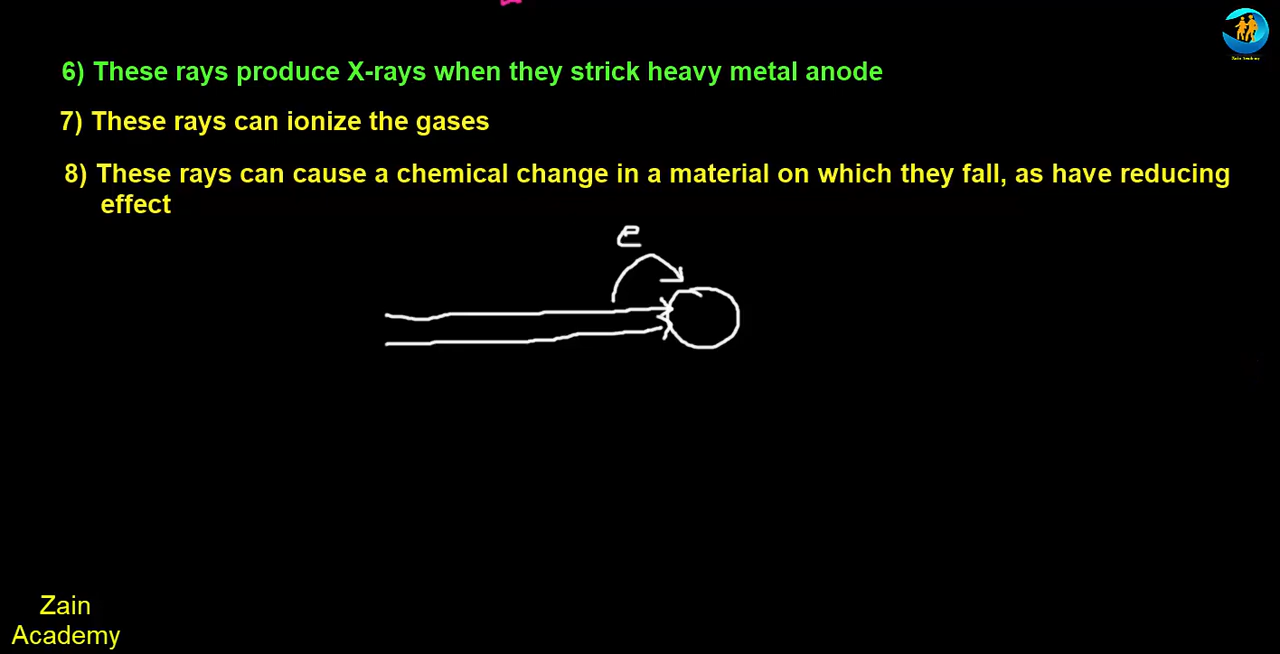 6) These rays produce X-rays when they strick heavy metal anode
7) These rays can ionize the gases
8) These rays can cause a chemical change in a material on which they fall, as have reducing
effect
e
Zain
Academy